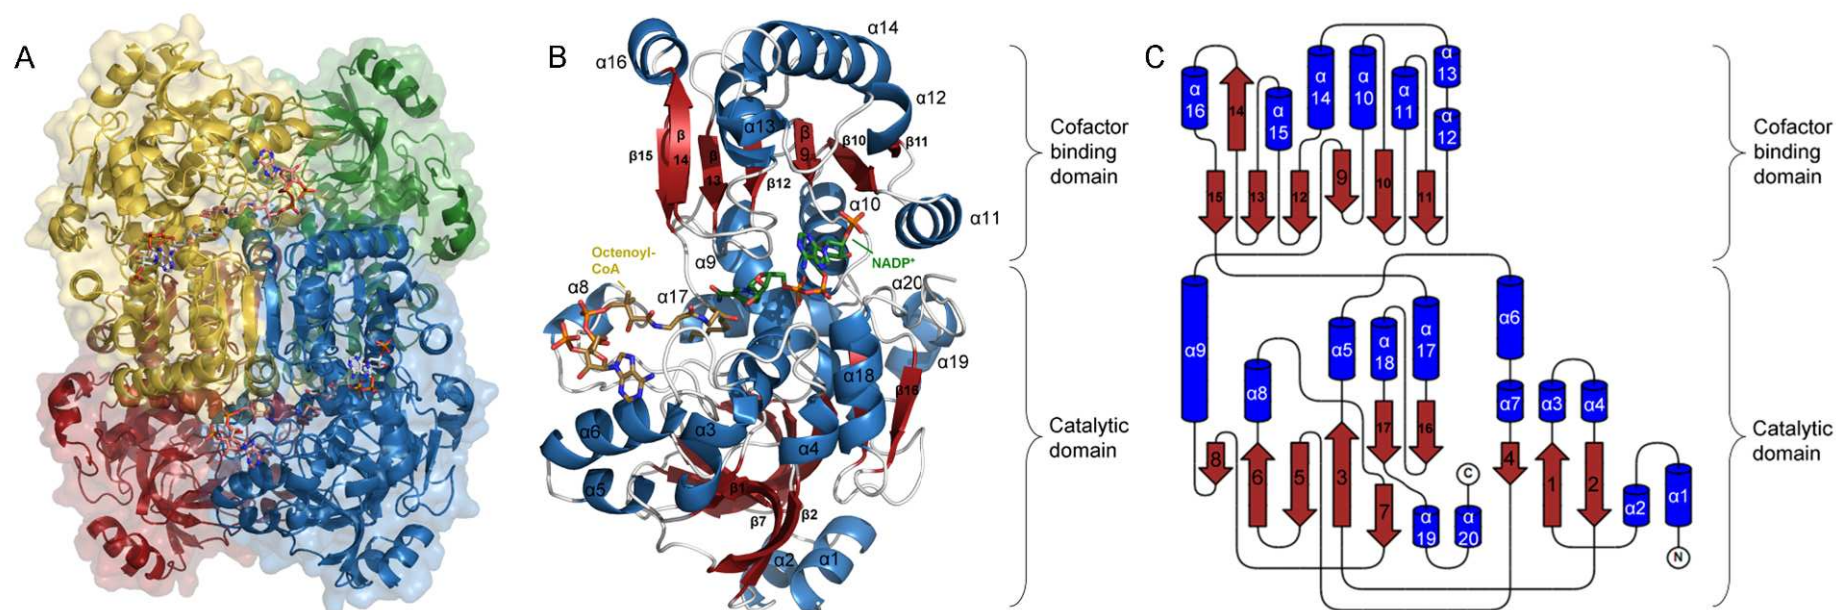 A
B
α16
α14
α12
α13
β15
β
14
β
13
β12
β
9
β10
β11
α10
α11
α9
NADP⁺
Octenoyl-
CoA
α8
α17
α20
α19
α18
β16
α6
α3
α4
α5
β1
β7
β2
α2
α1
Cofactor
binding
domain
Catalytic
domain
C
α
16
14
α
15
α
14
α
10
α
11
α
13
α
12
15
13
12
9
10
11
Cofactor
binding
domain
α9
α8
α5
α
18
α
17
α6
α7
α3
α4
8
6
5
3
17
16
7
4
1
2
C
α
19
α
20
α2
α1
N
Catalytic
domain